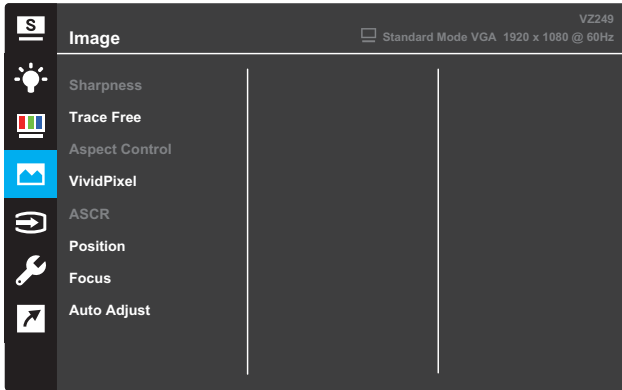 S
VZ249
Image
Standard Mode VGA 1920 x 1080 @ 60Hz
Sharpness
Trace Free
Aspect Control
VividPixel
ASCR
Position
Focus
Auto Adjust